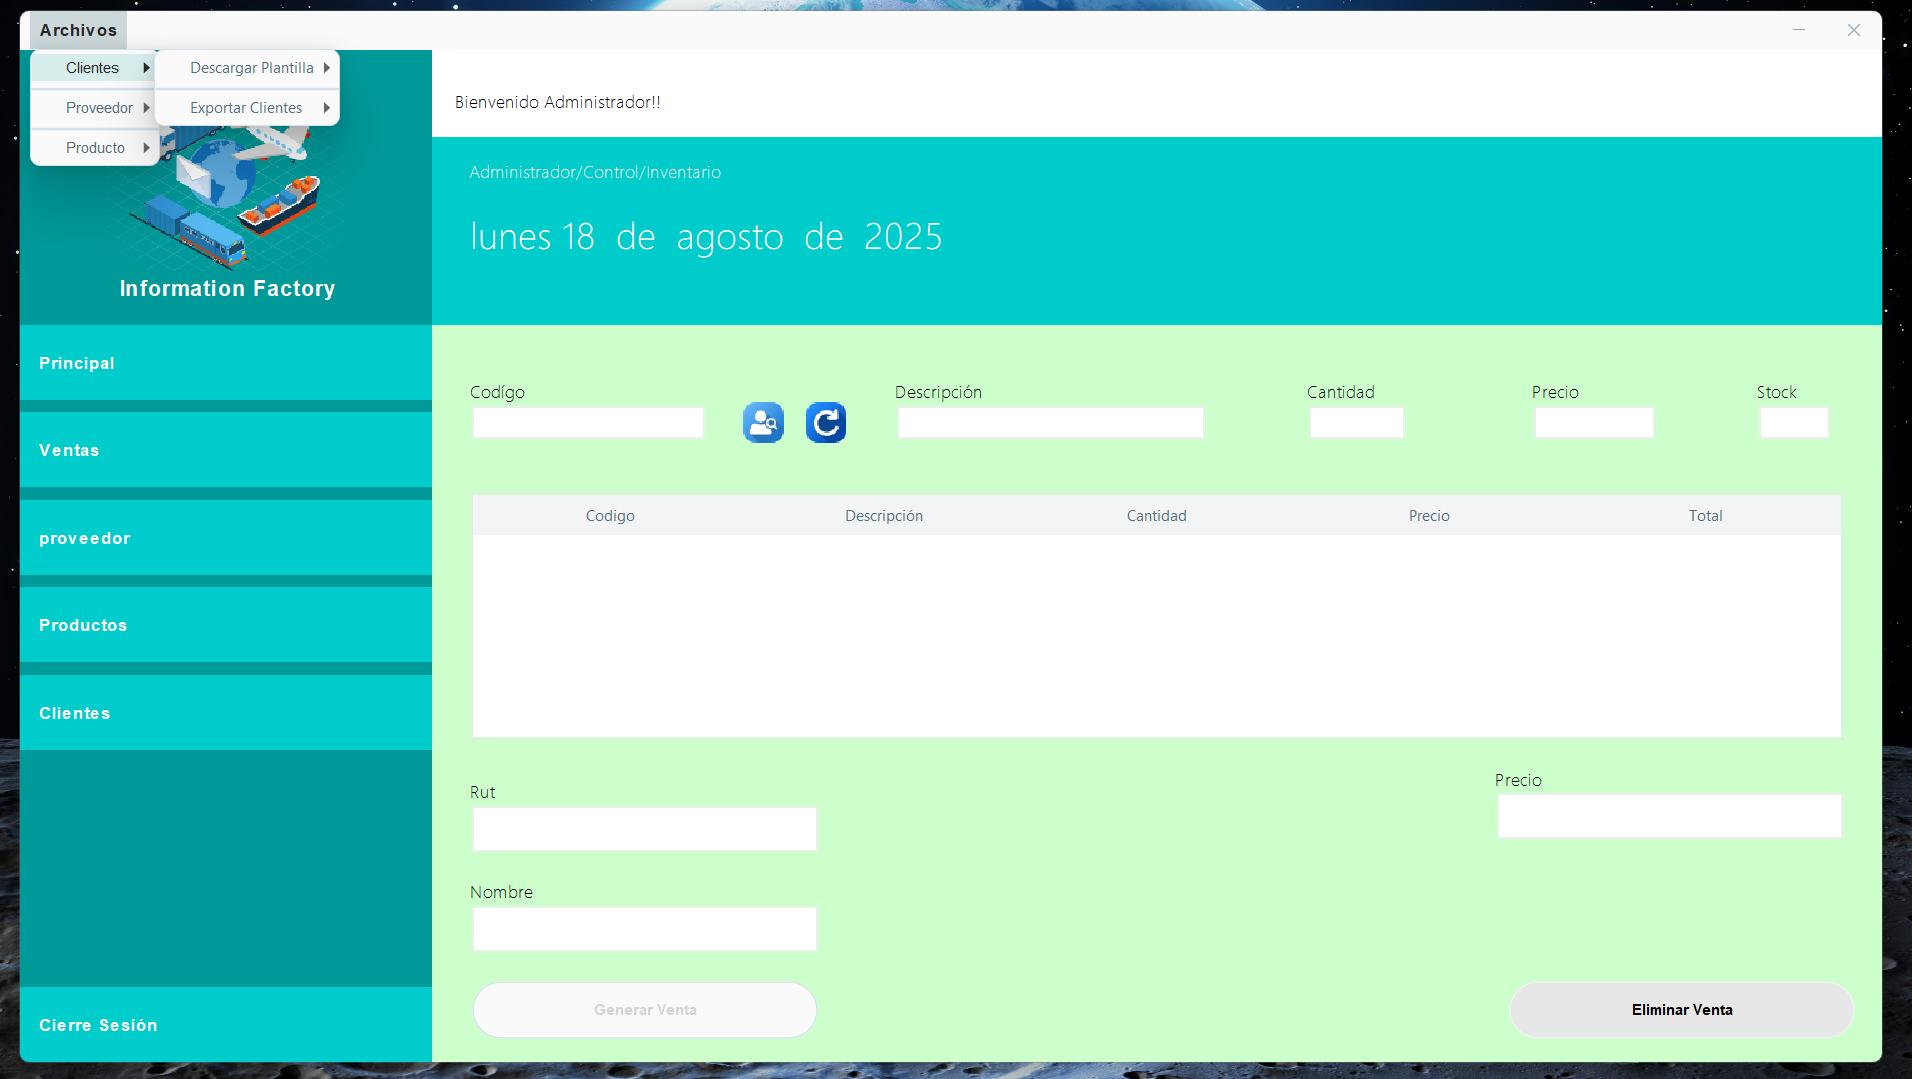 Archivos
Clientes
Descargar Plantilla
Proveedor
Exportar Clientes
Producto
Information Factory
Principal
Ventas
proveedor
Productos
Clientes
Cierre Sesión
Bienvenido Administrador!!
Administrador/Control/Inventario
lunes 18 de agosto de 2025
Codígo
Descripción
Cantidad
Precio
Stock
Codigo
Descripción
Cantidad
Precio
Total
Rut
Precio
Nombre
Generar Venta
Eliminar Venta